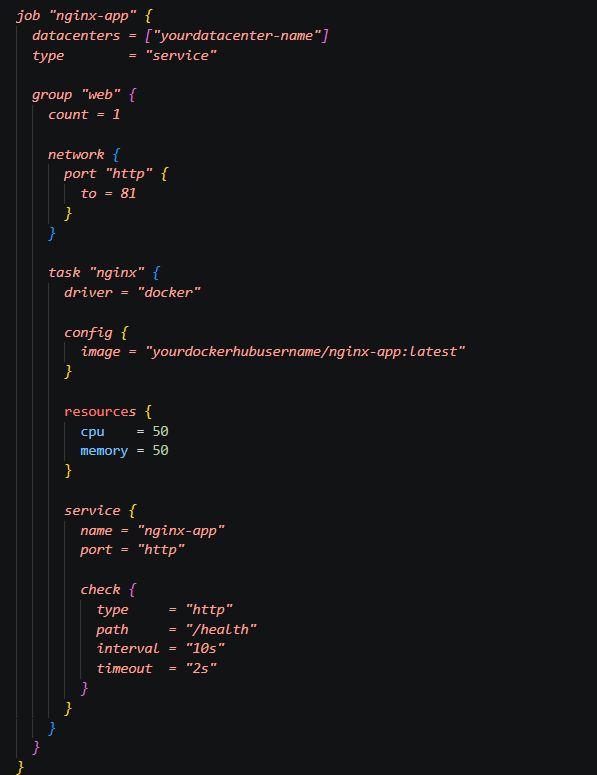 job "nginx-app" {
  datacenters = ["yourdatacenter-name"]
  type        = "service"

  group "web" {
    count = 1

    network {
      port "http" {
        to = 81
      }
    }

    task "nginx" {
      driver = "docker"

      config {
        image = "yourdockerhubusername/nginx-app:latest"
      }

      resources {
        cpu    = 50
        memory = 50
      }

      service {
        name = "nginx-app"
        port = "http"

        check {
          type     = "http"
          path     = "/health"
          interval = "10s"
          timeout  = "2s"
        }
      }
    }
  }
}